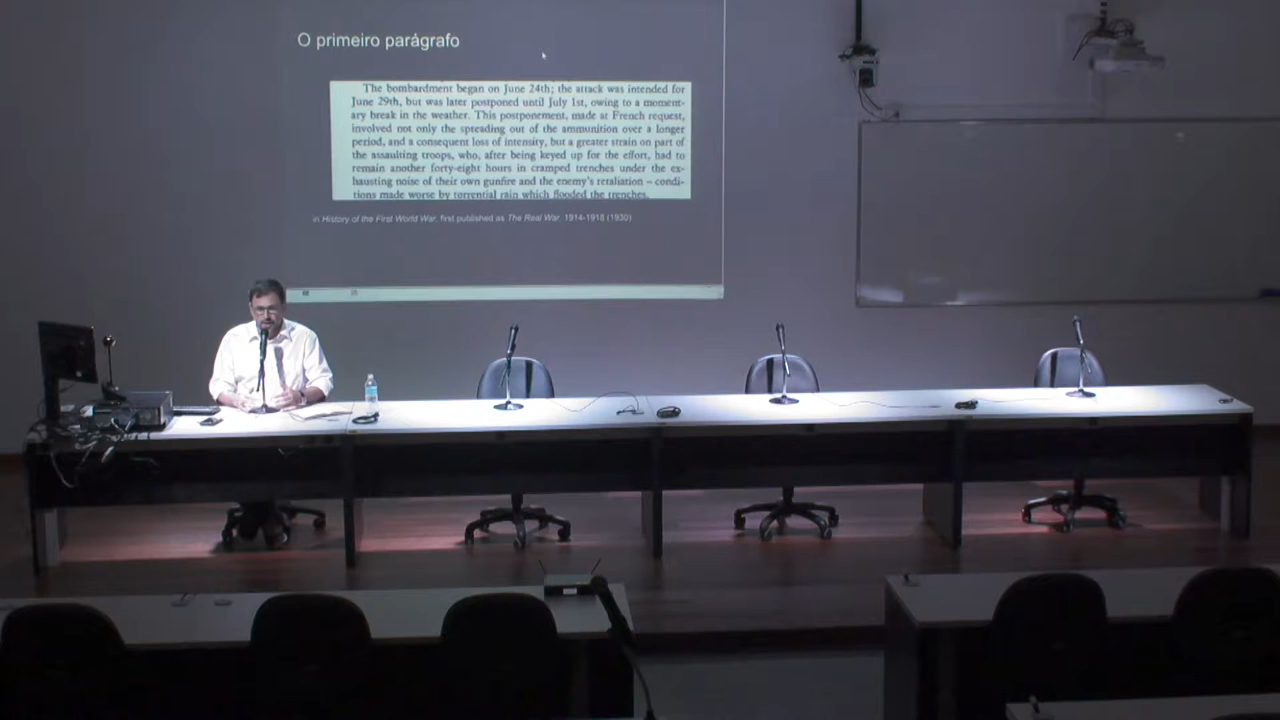 O primeiro parágrafo
The bombardment began on June 24th; the attack was intended for
June 29th, but was later postponed until July 1st, owing to a moment-
ary break in the weather. This postponement, made at French request,
involved not only the spreading out of the ammunition over a longer
period, and a consequent loss of intensity, but a greater strain on part of
the assaulting troops, who, after being keyed up for the effort, had to
remain another forty-eight hours in cramped trenches under the ex-
hausting noise of their own gunfire and the enemy's retaliation – condi-
tions made worse by torrential rain which flooded the trenches.
in History of the First World War, first published as The Real War, 1914-1918 (1930)